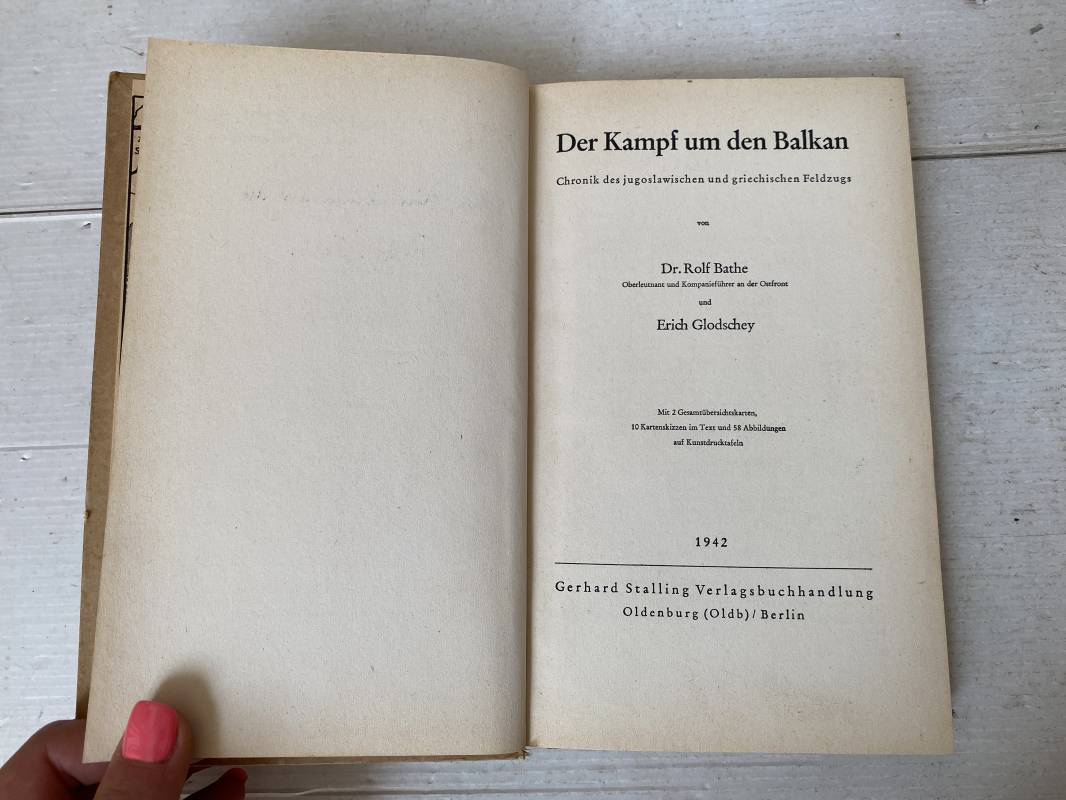 Der Kampf um den Balkan
Chronik des jugoslawischen und griechischen Feldzugs
von
Dr. Rolf Bathe
Oberleutnant und Kompanieführer an der Ostfront
und
Erich Glodschey
Mit 2 Gesamtübersichtskarten,
10 Kartenskizzen im Text und 58 Abbildungen
auf Kunstdrucktafeln
1942
Gerhard Stalling Verlagsbuchhandlung
Oldenburg (Oldb) / Berlin